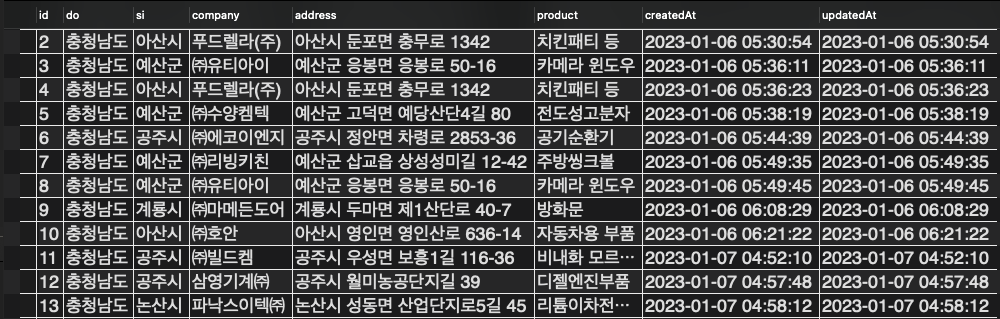 id do si company address product createdAt updatedAt
2 충청남도 아산시 푸드렐라(주) 아산시 둔포면 충무로 1342 치킨패티 등 2023-01-06 05:30:54 2023-01-06 05:30:54
3 충청남도 예산군 ㈜유티아이 예산군 응봉면 응봉로 50-16 카메라 윈도우 2023-01-06 05:36:11 2023-01-06 05:36:11
4 충청남도 아산시 푸드렐라(주) 아산시 둔포면 충무로 1342 치킨패티 등 2023-01-06 05:36:23 2023-01-06 05:36:23
5 충청남도 예산군 ㈜수양켐텍 예산군 고덕면 예당산단4길 80 전도성고분자 2023-01-06 05:38:19 2023-01-06 05:38:19
6 충청남도 공주시 ㈜에코이엔지 공주시 정안면 차령로 2853-36 공기순환기 2023-01-06 05:44:39 2023-01-06 05:44:39
7 충청남도 예산군 ㈜리빙키친 예산군 삽교읍 상성성미길 12-42 주방씽크볼 2023-01-06 05:49:35 2023-01-06 05:49:35
8 충청남도 예산군 ㈜유티아이 예산군 응봉면 응봉로 50-16 카메라 윈도우 2023-01-06 05:49:45 2023-01-06 05:49:45
9 충청남도 계룡시 ㈜마메든도어 계룡시 두마면 제1산단로 40-7 방화문 2023-01-06 06:08:29 2023-01-06 06:08:29
10 충청남도 아산시 ㈜호안 아산시 영인면 영인산로 636-14 자동차용 부품 2023-01-06 06:21:22 2023-01-06 06:21:22
11 충청남도 공주시 ㈜빌드켐 공주시 우성면 보흥1길 116-36 비내화 모르… 2023-01-07 04:52:10 2023-01-07 04:52:10
12 충청남도 공주시 삼영기계㈜ 공주시 월미농공단지길 39 디젤엔진부품 2023-01-07 04:57:48 2023-01-07 04:57:48
13 충청남도 논산시 파낙스이텍㈜ 논산시 성동면 산업단지로5길 45 리튬이차전… 2023-01-07 04:58:12 2023-01-07 04:58:12